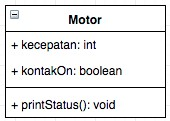 Motor
+ kecepatan: int
+ kontakOn: boolean
+ printStatus(): void